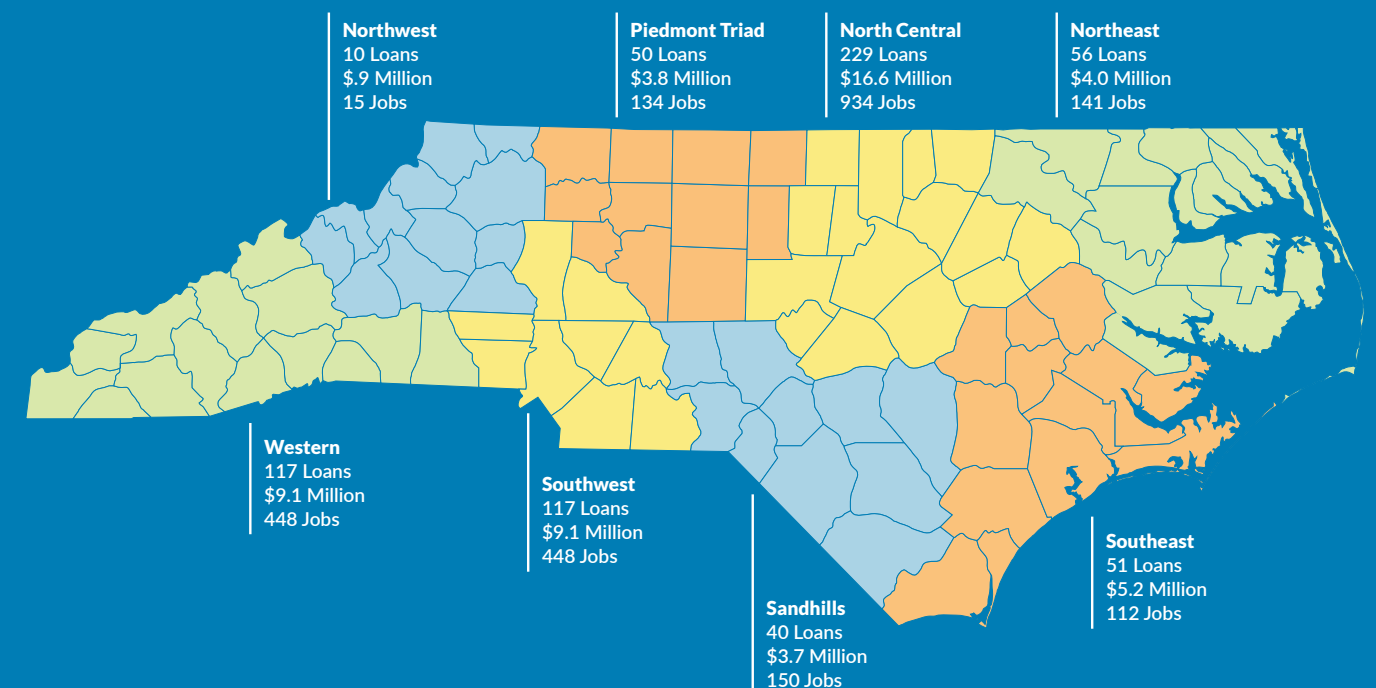 Northwest
10 Loans
$.9 Million
15 Jobs
Piedmont Triad
50 Loans
$3.8 Million
134 Jobs
North Central
229 Loans
$16.6 Million
934 Jobs
Northeast
56 Loans
$4.0 Million
141 Jobs
Western
117 Loans
$9.1 Million
448 Jobs
Southwest
117 Loans
$9.1 Million
448 Jobs
Sandhills
40 Loans
$3.7 Million
150 Jobs
Southeast
51 Loans
$5.2 Million
112 Jobs